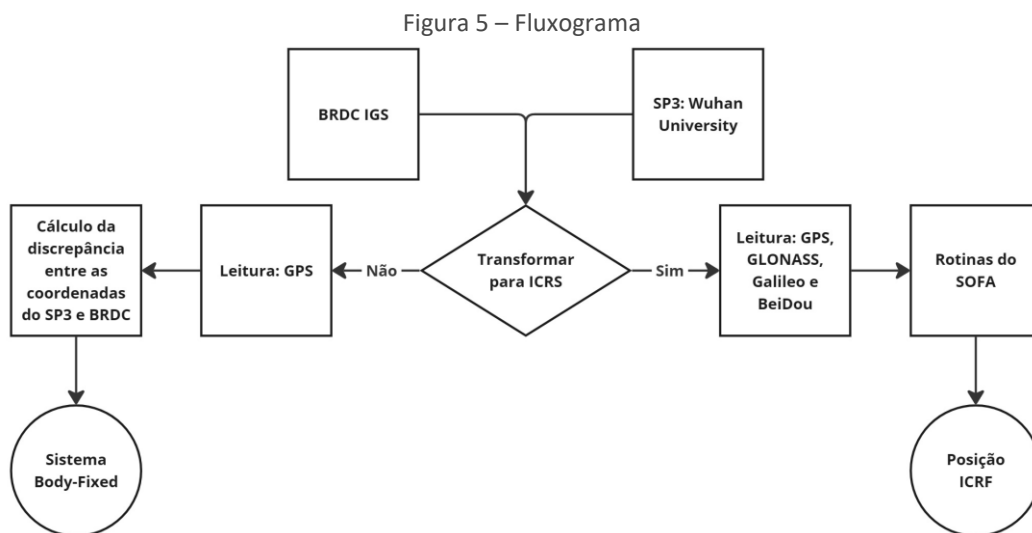 Figura 5 – Fluxograma
BRDC IGS
SP3: Wuhan
University
Cálculo da
discrepância
entre as
coordenadas
do SP3 e BRDC
Leitura: GPS
Não
Transformar
para ICRS
Sim
Leitura: GPS,
GLONASS,
Galileo e
BeiDou
Rotinas do
SOFA
Sistema
Body-Fixed
Posição
ICRF